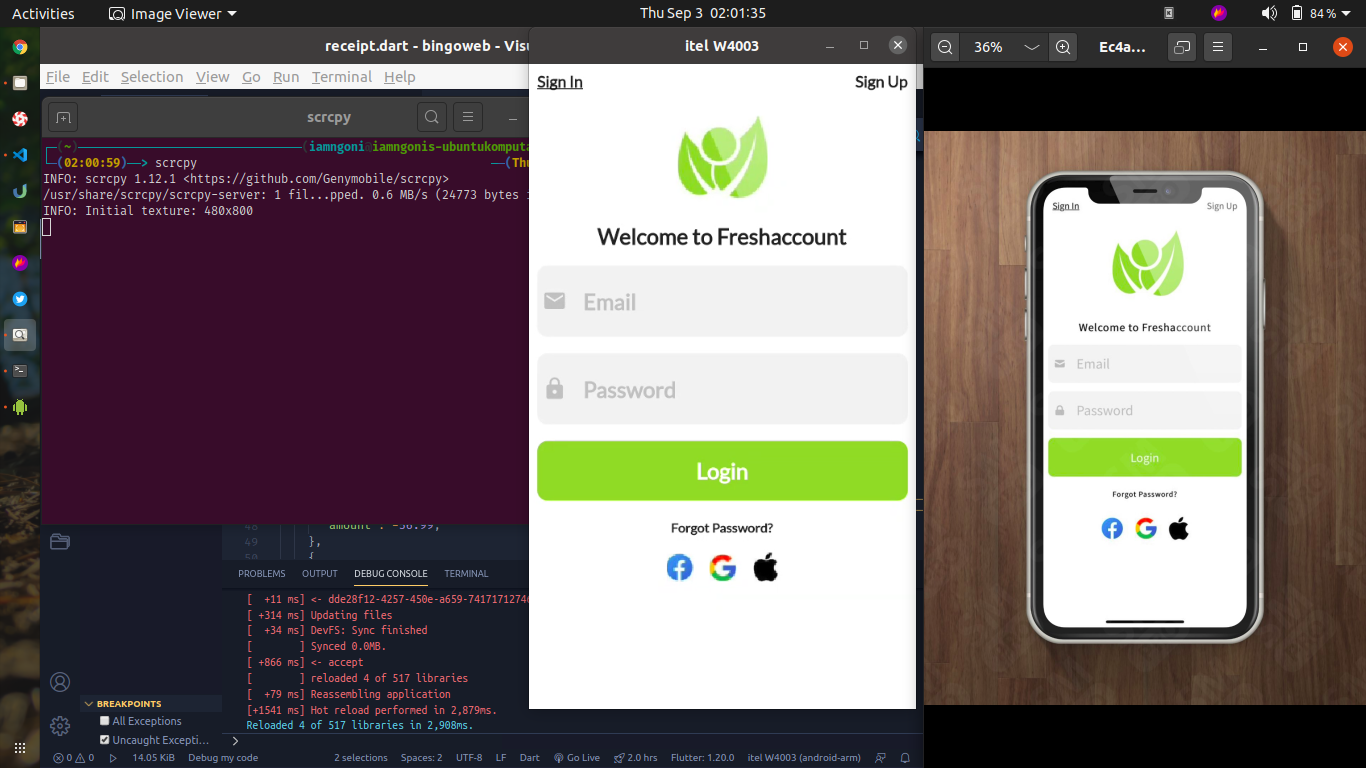 Activities
Image Viewer
Thu Sep 3 02:01:35
84 %
receipt.dart - bingoweb - Visu
File Edit Selection View Go Run Terminal Help
scrcpy
(~) (iamngoni@iamngonis-ubuntukomputa
(02:00:59)--> scrcpy (Thu
INFO: scrcpy 1.12.1 <https://github.com/Genymobile/scrcpy>
/usr/share/scrcpy/scrcpy-server: 1 fil...pped. 0.6 MB/s (24773 bytes i
INFO: Initial texture: 480x800
48 "amount": -56.99,
49 },
50 {
PROBLEMS OUTPUT DEBUG CONSOLE TERMINAL
[ +11 ms] <- dde28f12-4257-450e-a659-7417171274
[ +314 ms] Updating files
[ +34 ms] DevFS: Sync finished
[ ] Synced 0.0MB.
[ +866 ms] <- accept
[ ] reloaded 4 of 517 libraries
[ +79 ms] Reassembling application
[+1541 ms] Hot reload performed in 2,879ms.
Reloaded 4 of 517 libraries in 2,908ms.
BREAKPOINTS
All Exceptions
Uncaught Excepti...
0 0 14.05 KiB Debug my code 2 selections Spaces: 2 UTF-8 LF Dart Go Live 2.0 hrs Flutter: 1.20.0 itel W4003 (android-arm)
itel W4003
Sign In Sign Up
Welcome to Freshaccount
Email
Password
Login
Forgot Password?
36% Ec4a...
Sign In Sign Up
Welcome to Freshaccount
Email
Password
Login
Forgot Password?